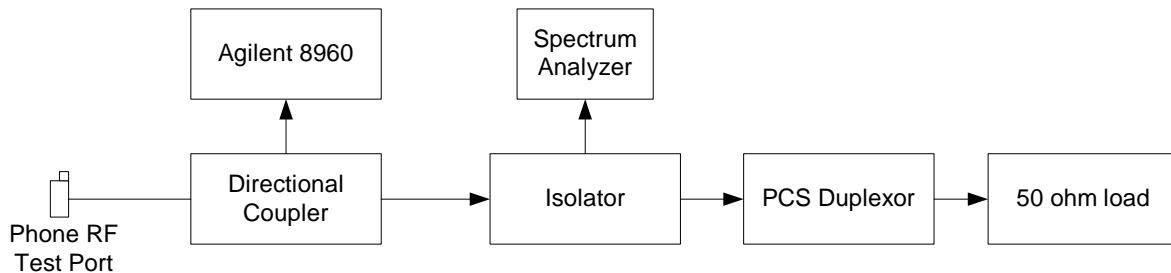 Agilent 8960
Spectrum
Analyzer
Directional
Coupler
Isolator
PCS Duplexor
50 ohm load
Phone RF
Test Port